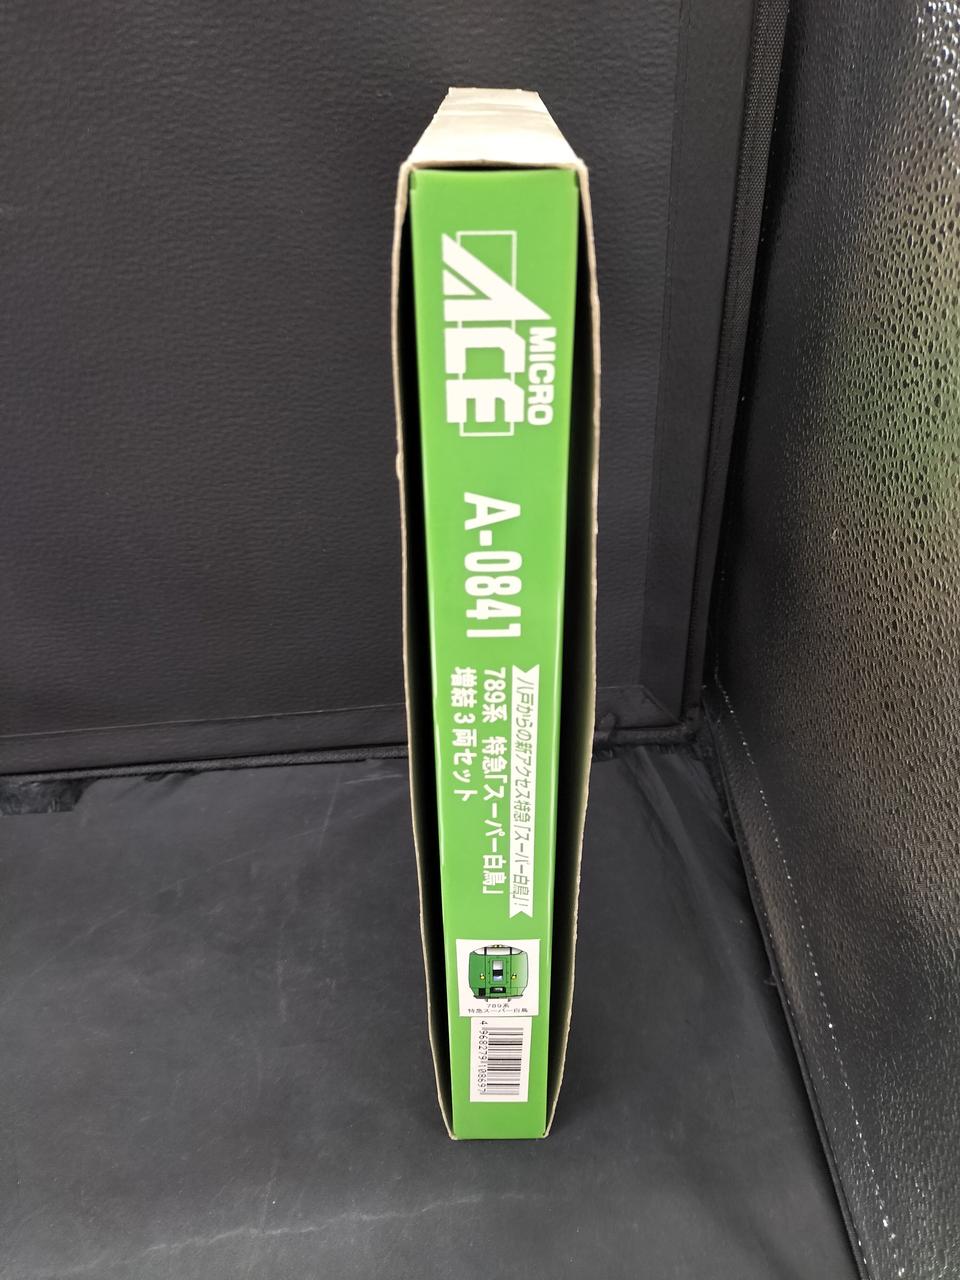 MICRO
ACE
A-0841
八戸からの新アクセス特急「スーパー白鳥」!
789系 特急「スーパー白鳥」
増結3両セット
789系
特急スーパー白鳥
4968279108697